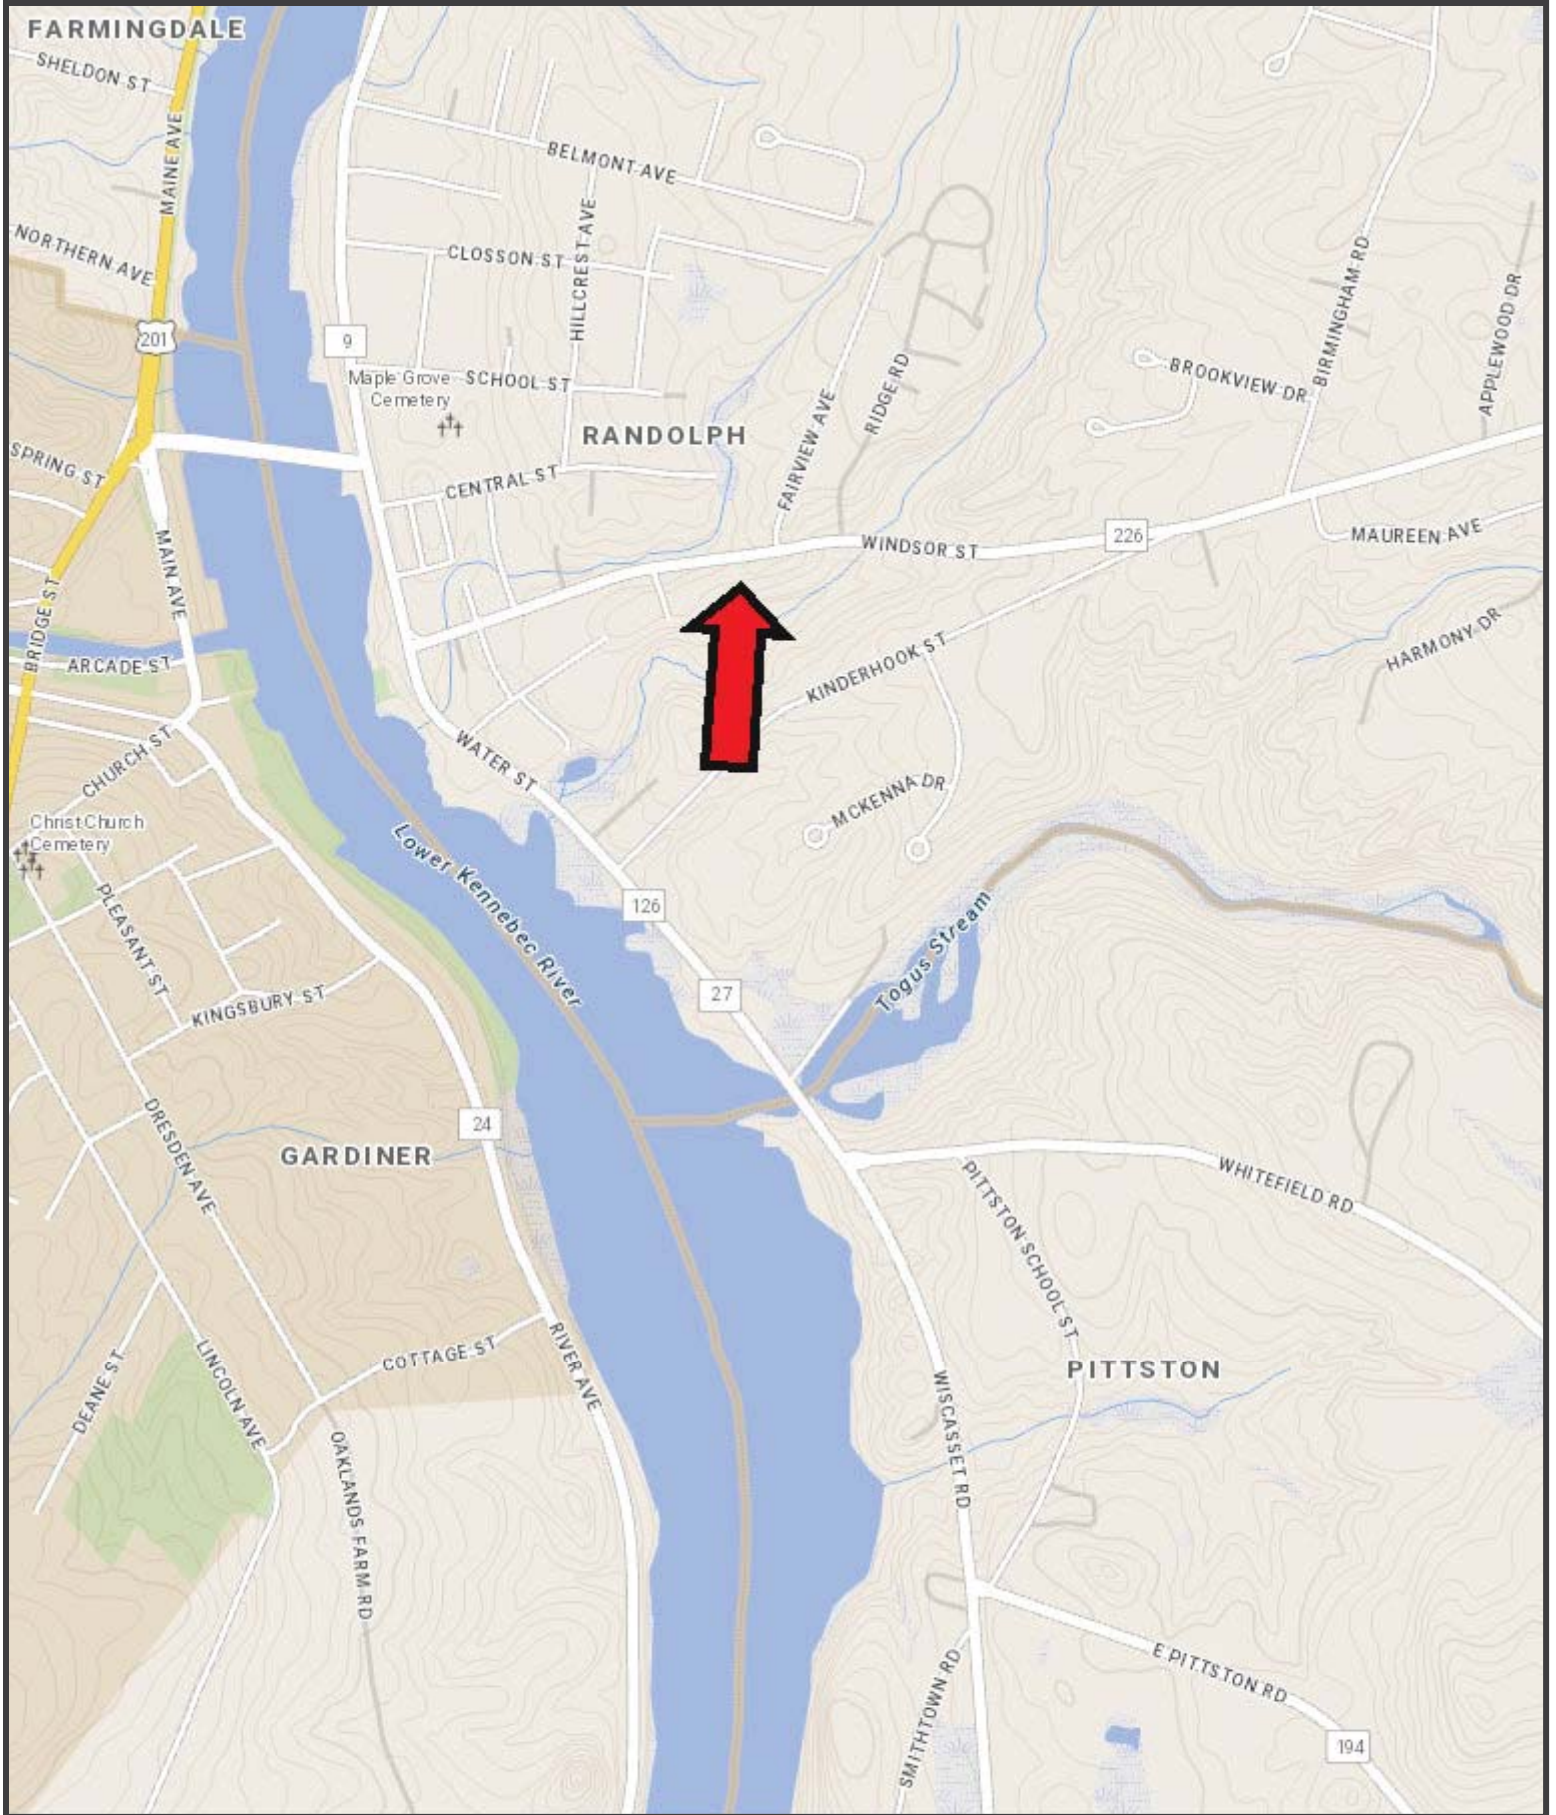 FARMINGDALE
SHELDON ST
MAINE AVE
BELMONT AVE
NORTHERN AVE
HILLCREST AVE
CLOSSON ST
BIRMINGHAM RD
APPLEWOOD DR
201
9
Maple Grove
Cemetery
SCHOOL ST
RIDGE RD
BROOKVIEW DR
FAIRVIEW AVE
RANDOLPH
SPRING ST
CENTRAL ST
MAIN AVE
WINDSOR ST
226
MAUREEN AVE
BRIDGE ST
ARCADE ST
KINDERHOOK ST
HARMONY DR
CHURCH ST
WATER ST
MCKENNA DR
Christ Church
Cemetery
Lower Kennebec River
PLEASANT ST
126
Togus Stream
27
KINGSBURY ST
24
DRESDEN AVE
GARDINER
WHITEFIELD RD
PITTSTON SCHOOL ST
COTTAGE ST
RIVER AVE
LINCOLN AVE
DEANE ST
PITTSTON
WISCASSET RD
OAKLANDS FARM RD
E PITTSTON RD
SMITHTOWN RD
194